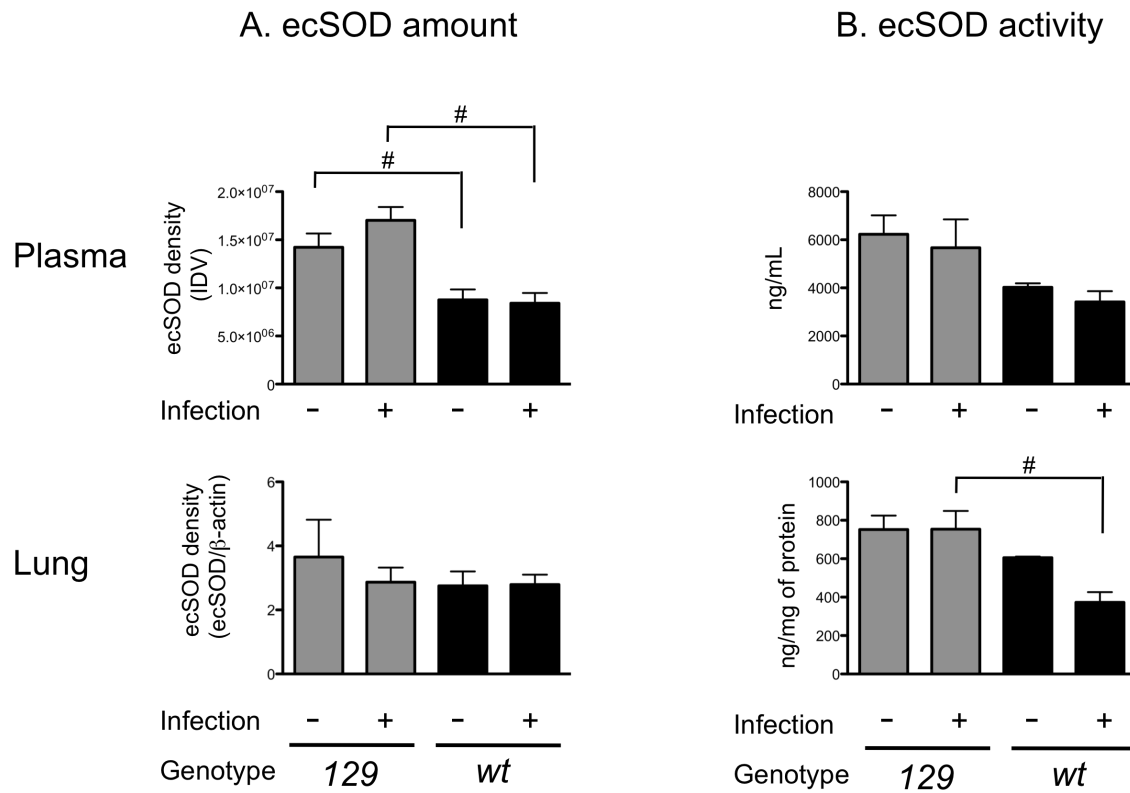 A. ecSOD amount
B. ecSOD activity
Plasma
ecSOD density
(IDV)
2.0×10⁰⁷
1.5×10⁰⁷
1.0×10⁰⁷
5.0×10⁰⁶
0
#
#
Infection - + - +
ng/mL
8000
6000
4000
2000
0
Infection - + - +
Lung
ecSOD density
(ecSOD/β-actin)
6
4
2
0
Infection - + - +
Genotype 129 wt
ng/mg of protein
1000
800
600
400
200
0
#
Infection - + - +
Genotype 129 wt